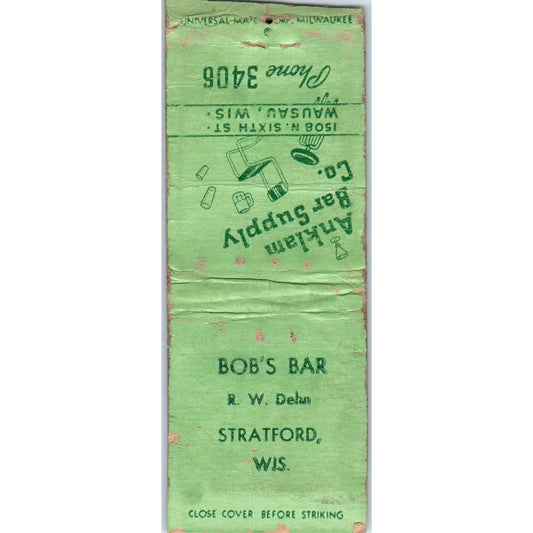 UNIVERSAL MATCH CORP. MILWAUKEE
Phone 3406
1508 N. SIXTH ST.
WAUSAU, WIS.
Anklam
Bar Supply
Co.
BOB'S BAR
R. W. Dehn
STRATFORD,
WIS.
CLOSE COVER BEFORE STRIKING